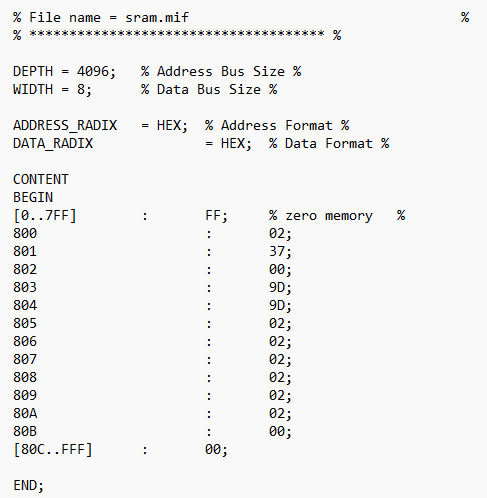 % File name = sram.mif %
% ************************************* %
DEPTH = 4096; % Address Bus Size %
WIDTH = 8; % Data Bus Size %
ADDRESS_RADIX = HEX; % Address Format %
DATA_RADIX = HEX; % Data Format %
CONTENT
BEGIN
[0..7FF] : FF; % zero memory %
800 : 02;
801 : 37;
802 : 00;
803 : 9D;
804 : 9D;
805 : 02;
806 : 02;
807 : 02;
808 : 02;
809 : 02;
80A : 02;
80B : 00;
[80C..FFF] : 00;
END;